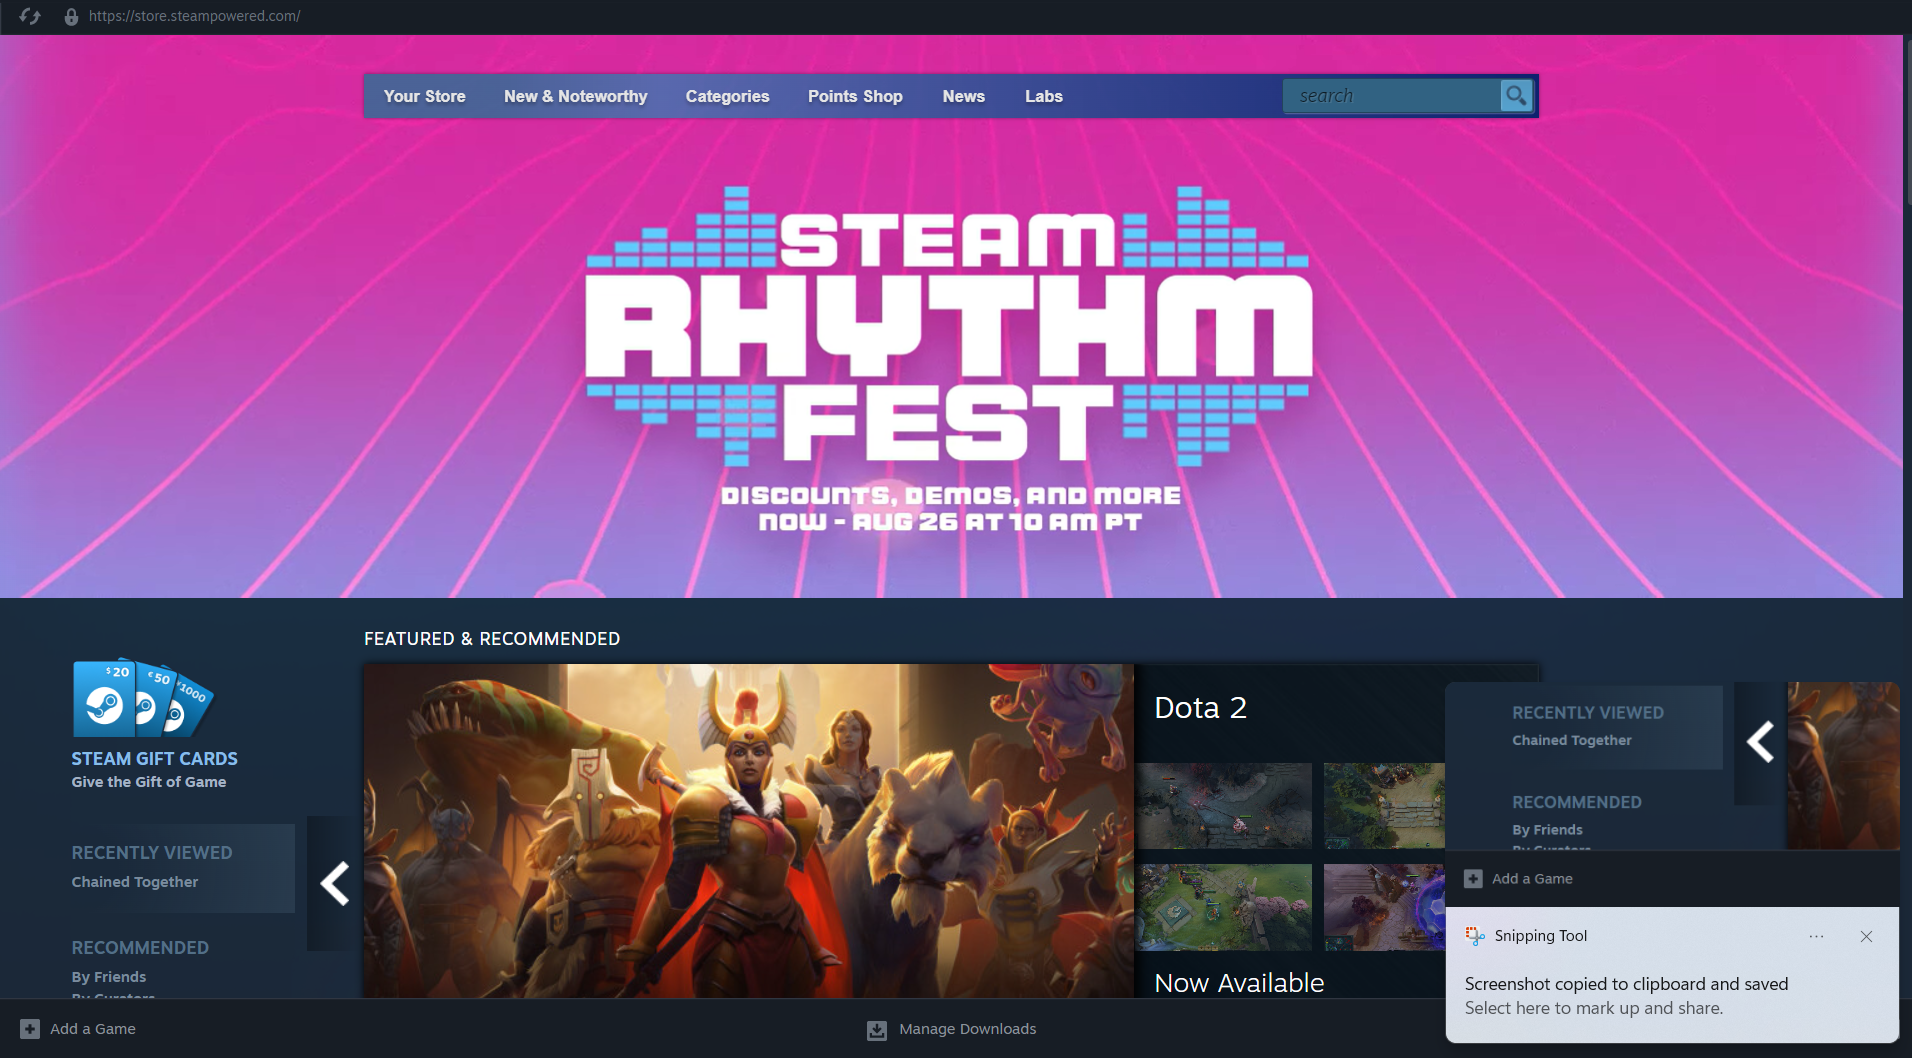 https://store.steampowered.com/
Your Store New & Noteworthy Categories Points Shop News Labs
search
STEAM
RHYTHM
FEST
DISCOUNTS, DEMOS, AND MORE
NOW - AUG 26 AT 10 AM PT
FEATURED & RECOMMENDED
$20
€50
¥1000
STEAM GIFT CARDS
Give the Gift of Game
RECENTLY VIEWED
Chained Together
RECOMMENDED
By Friends
By Curators
Dota 2
Now Available
RECENTLY VIEWED
Chained Together
RECOMMENDED
By Friends
By Curators
Add a Game
Snipping Tool
Screenshot copied to clipboard and saved
Select here to mark up and share.
Add a Game
Manage Downloads